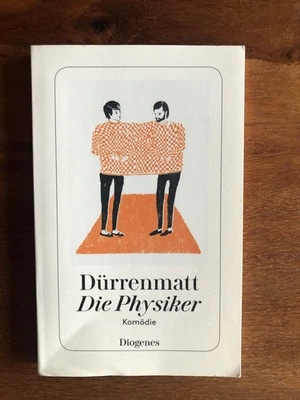 Dürrenmatt
Die Physiker
Komödie
Diogenes